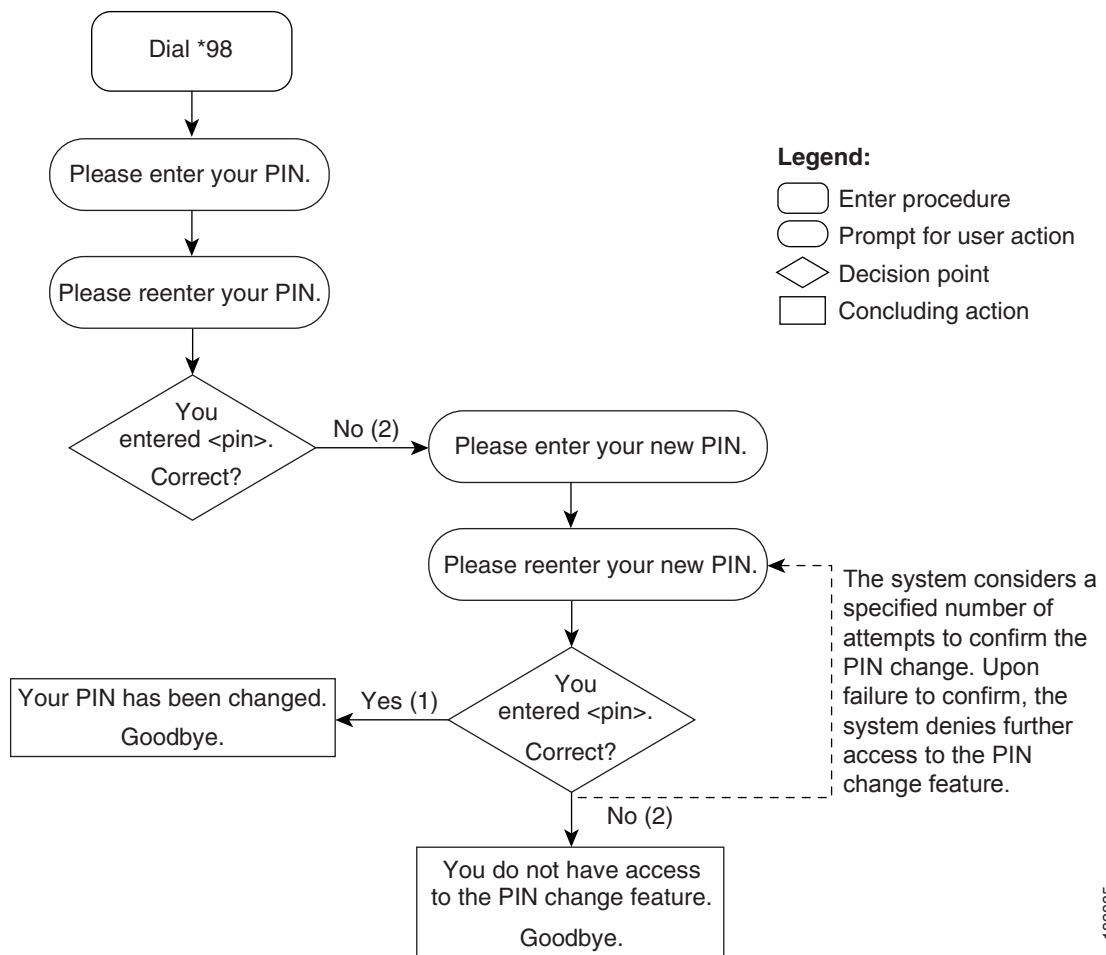 Dial *98
Please enter your PIN.
Please reenter your PIN.
You
entered <pin>.
Correct?
No (2)
Please enter your new PIN.
Please reenter your new PIN.
You
entered <pin>.
Correct?
Yes (1)
Your PIN has been changed.
Goodbye.
No (2)
You do not have access
to the PIN change feature.
Goodbye.
The system considers a
specified number of
attempts to confirm the
PIN change. Upon
failure to confirm, the
system denies further
access to the PIN
change feature.
Legend:
Enter procedure
Prompt for user action
Decision point
Concluding action